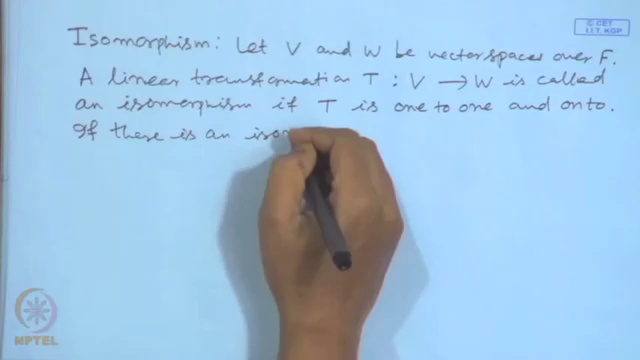 © CET
I.I.T. KGP
Isomorphism: Let V and W be vector spaces over F.
A linear transformation T : V → W is called
an isomorphism if T is one to one and onto.
If there is an iso
NPTEL